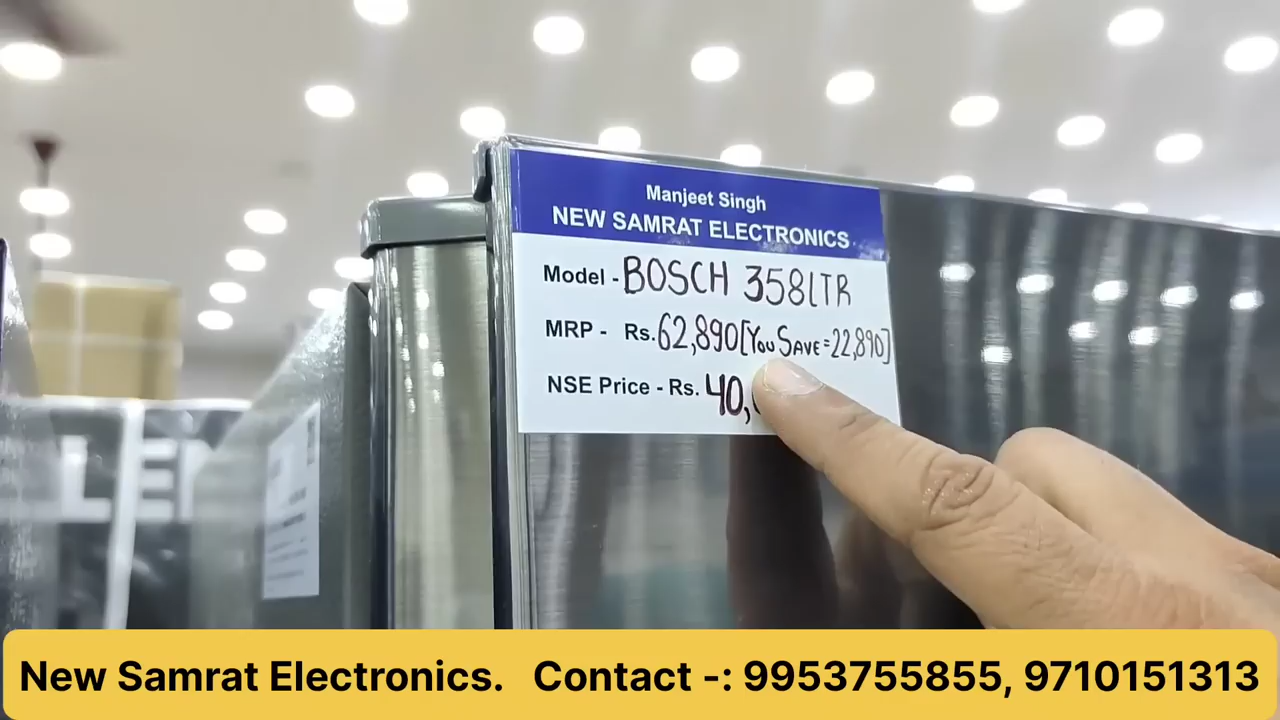 Manjeet Singh
NEW SAMRAT ELECTRONICS.
Model - BOSCH 358LTR
MRP - Rs. 62,890 [YOU SAVE = 22,890]
NSE Price - Rs. 40,
New Samrat Electronics. Contact -: 9953755855, 9710151313